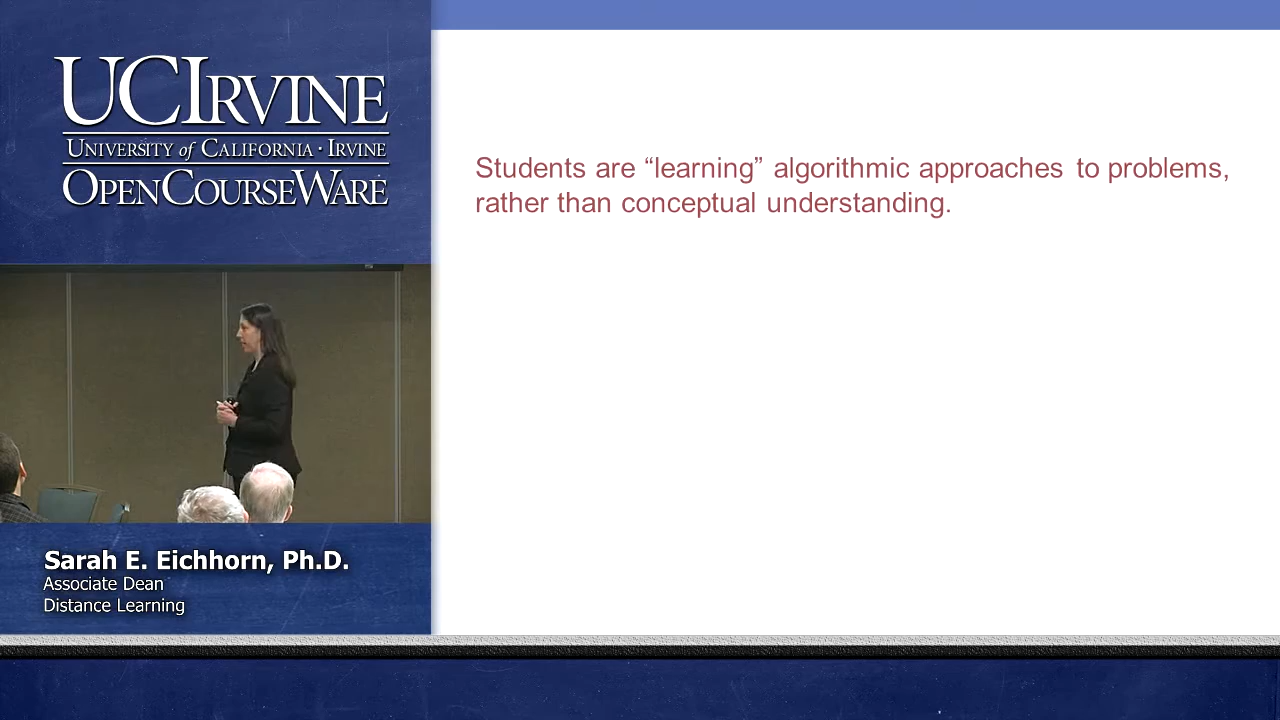 UCIRVINE
UNIVERSITY of CALIFORNIA · IRVINE
OPENCOURSEWARE
Students are “learning” algorithmic approaches to problems,
rather than conceptual understanding.
Sarah E. Eichhorn, Ph.D.
Associate Dean
Distance Learning